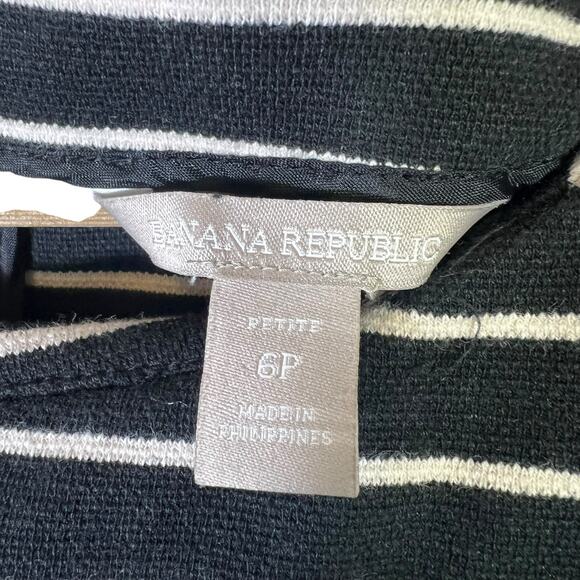 BANANA REPUBLIC
PETITE
6P
MADE IN
PHILIPPINES